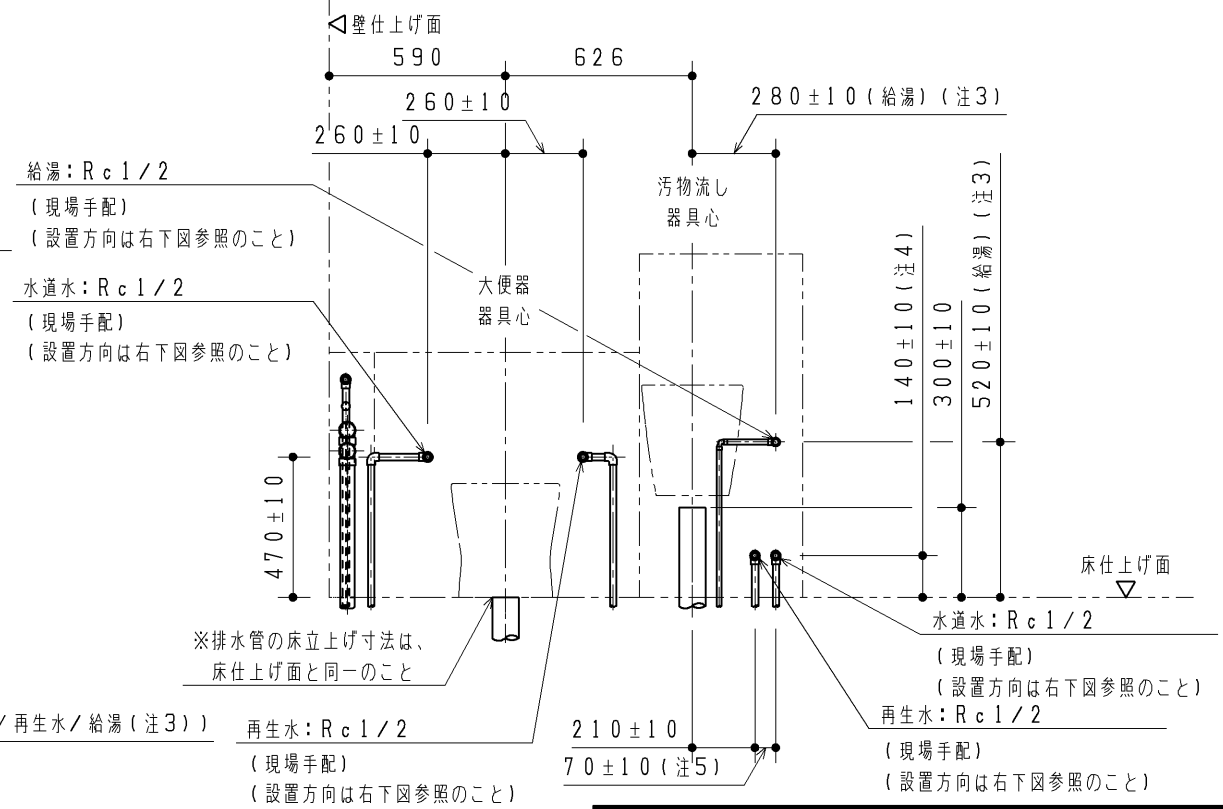 壁仕上げ面
590
626
260±10
280±10(給湯)(注3)
260±10
給湯:Rc1/2
(現場手配)
(設置方向は右下図参照のこと)
汚物流し
器具心
水道水:Rc1/2
(現場手配)
(設置方向は右下図参照のこと)
大便器
器具心
140±10(注4)
300±10
520±10(給湯)(注3)
470±10
床仕上げ面
※排水管の床立上げ寸法は、
床仕上げ面と同一のこと
水道水:Rc1/2
(現場手配)
(設置方向は右下図参照のこと)
/再生水/給湯(注3))
再生水:Rc1/2
(現場手配)
(設置方向は右下図参照のこと)
210±10
70±10(注5)
再生水:Rc1/2
(現場手配)
(設置方向は右下図参照のこと)